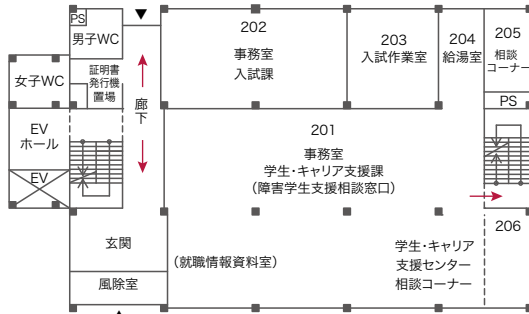 PS
男子WC
女子WC
証明書
発行機
置場
廊下
EV
ホール
EV
202
事務室
入試課
203
入試作業室
204
給湯室
205
相談
コーナー
PS
201
事務室
学生・キャリア支援課
(障害学生支援相談窓口)
玄関
風除室
(就職情報資料室)
学生・キャリア
支援センター
相談コーナー
206